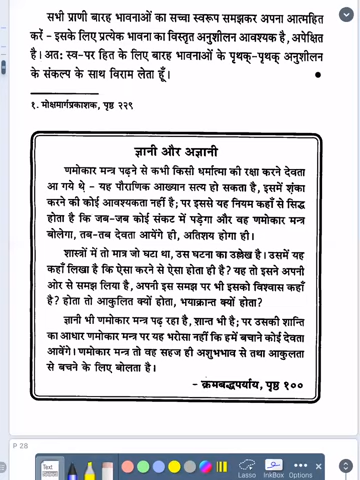 सभी प्राणी बारह भावनाओं का सच्चा स्वरूप समझकर अपना आत्महित
करें - इसके लिए प्रत्येक भावना का विस्तृत अनुशीलन आवश्यक है, अपेक्षित
है। अतः स्व-पर हित के लिए बारह भावनाओं के पृथक्-पृथक् अनुशीलन
के संकल्प के साथ विराम लेता हूँ। •
१. मोक्षमार्गप्रकाशक, पृष्ठ २२९
ज्ञानी और अज्ञानी
णमोकार मन्त्र पढ़ने से कभी किसी धर्मात्मा की रक्षा करने देवता
आ गये थे - यह पौराणिक आख्यान सत्य हो सकता है, इसमें शंका
करने की कोई आवश्यकता नहीं है; पर इससे यह नियम कहाँ से सिद्ध
होता है कि जब-जब कोई संकट में पड़ेगा और वह णमोकार मन्त्र
बोलेगा, तब-तब देवता आयेंगे ही, अतिशय होगा ही।
शास्त्रों में तो मात्र जो घटा था, उस घटना का उल्लेख है। उसमें यह
कहाँ लिखा है कि ऐसा करने से ऐसा होता ही है? यह तो इसने अपनी
ओर से समझ लिया है, अपनी इस समझ पर भी इसको विश्वास कहाँ
है? होता तो आकुलित क्यों होता, भयाक्रान्त क्यों होता?
ज्ञानी भी णमोकार मन्त्र पढ़ रहा है, शान्त भी है; पर उसकी शान्ति
का आधार णमोकार मन्त्र पर यह भरोसा नहीं कि हमें बचाने कोई देवता
आवेंगे। णमोकार मन्त्र तो वह सहज ही अशुभभाव से तथा आकुलता
से बचने के लिए बोलता है।
- क्रमबद्धपर्याय, पृष्ठ १००
P 28
Text
Lasso InkBox Options